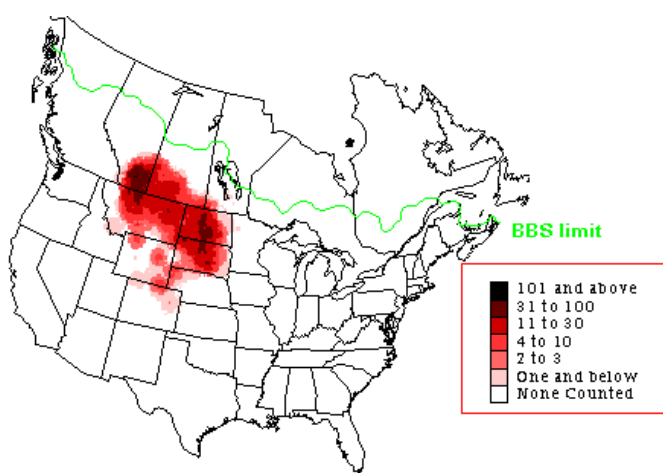 BBS limit
101 and above
31 to 100
11 to 30
4 to 10
2 to 3
One and below
None Counted